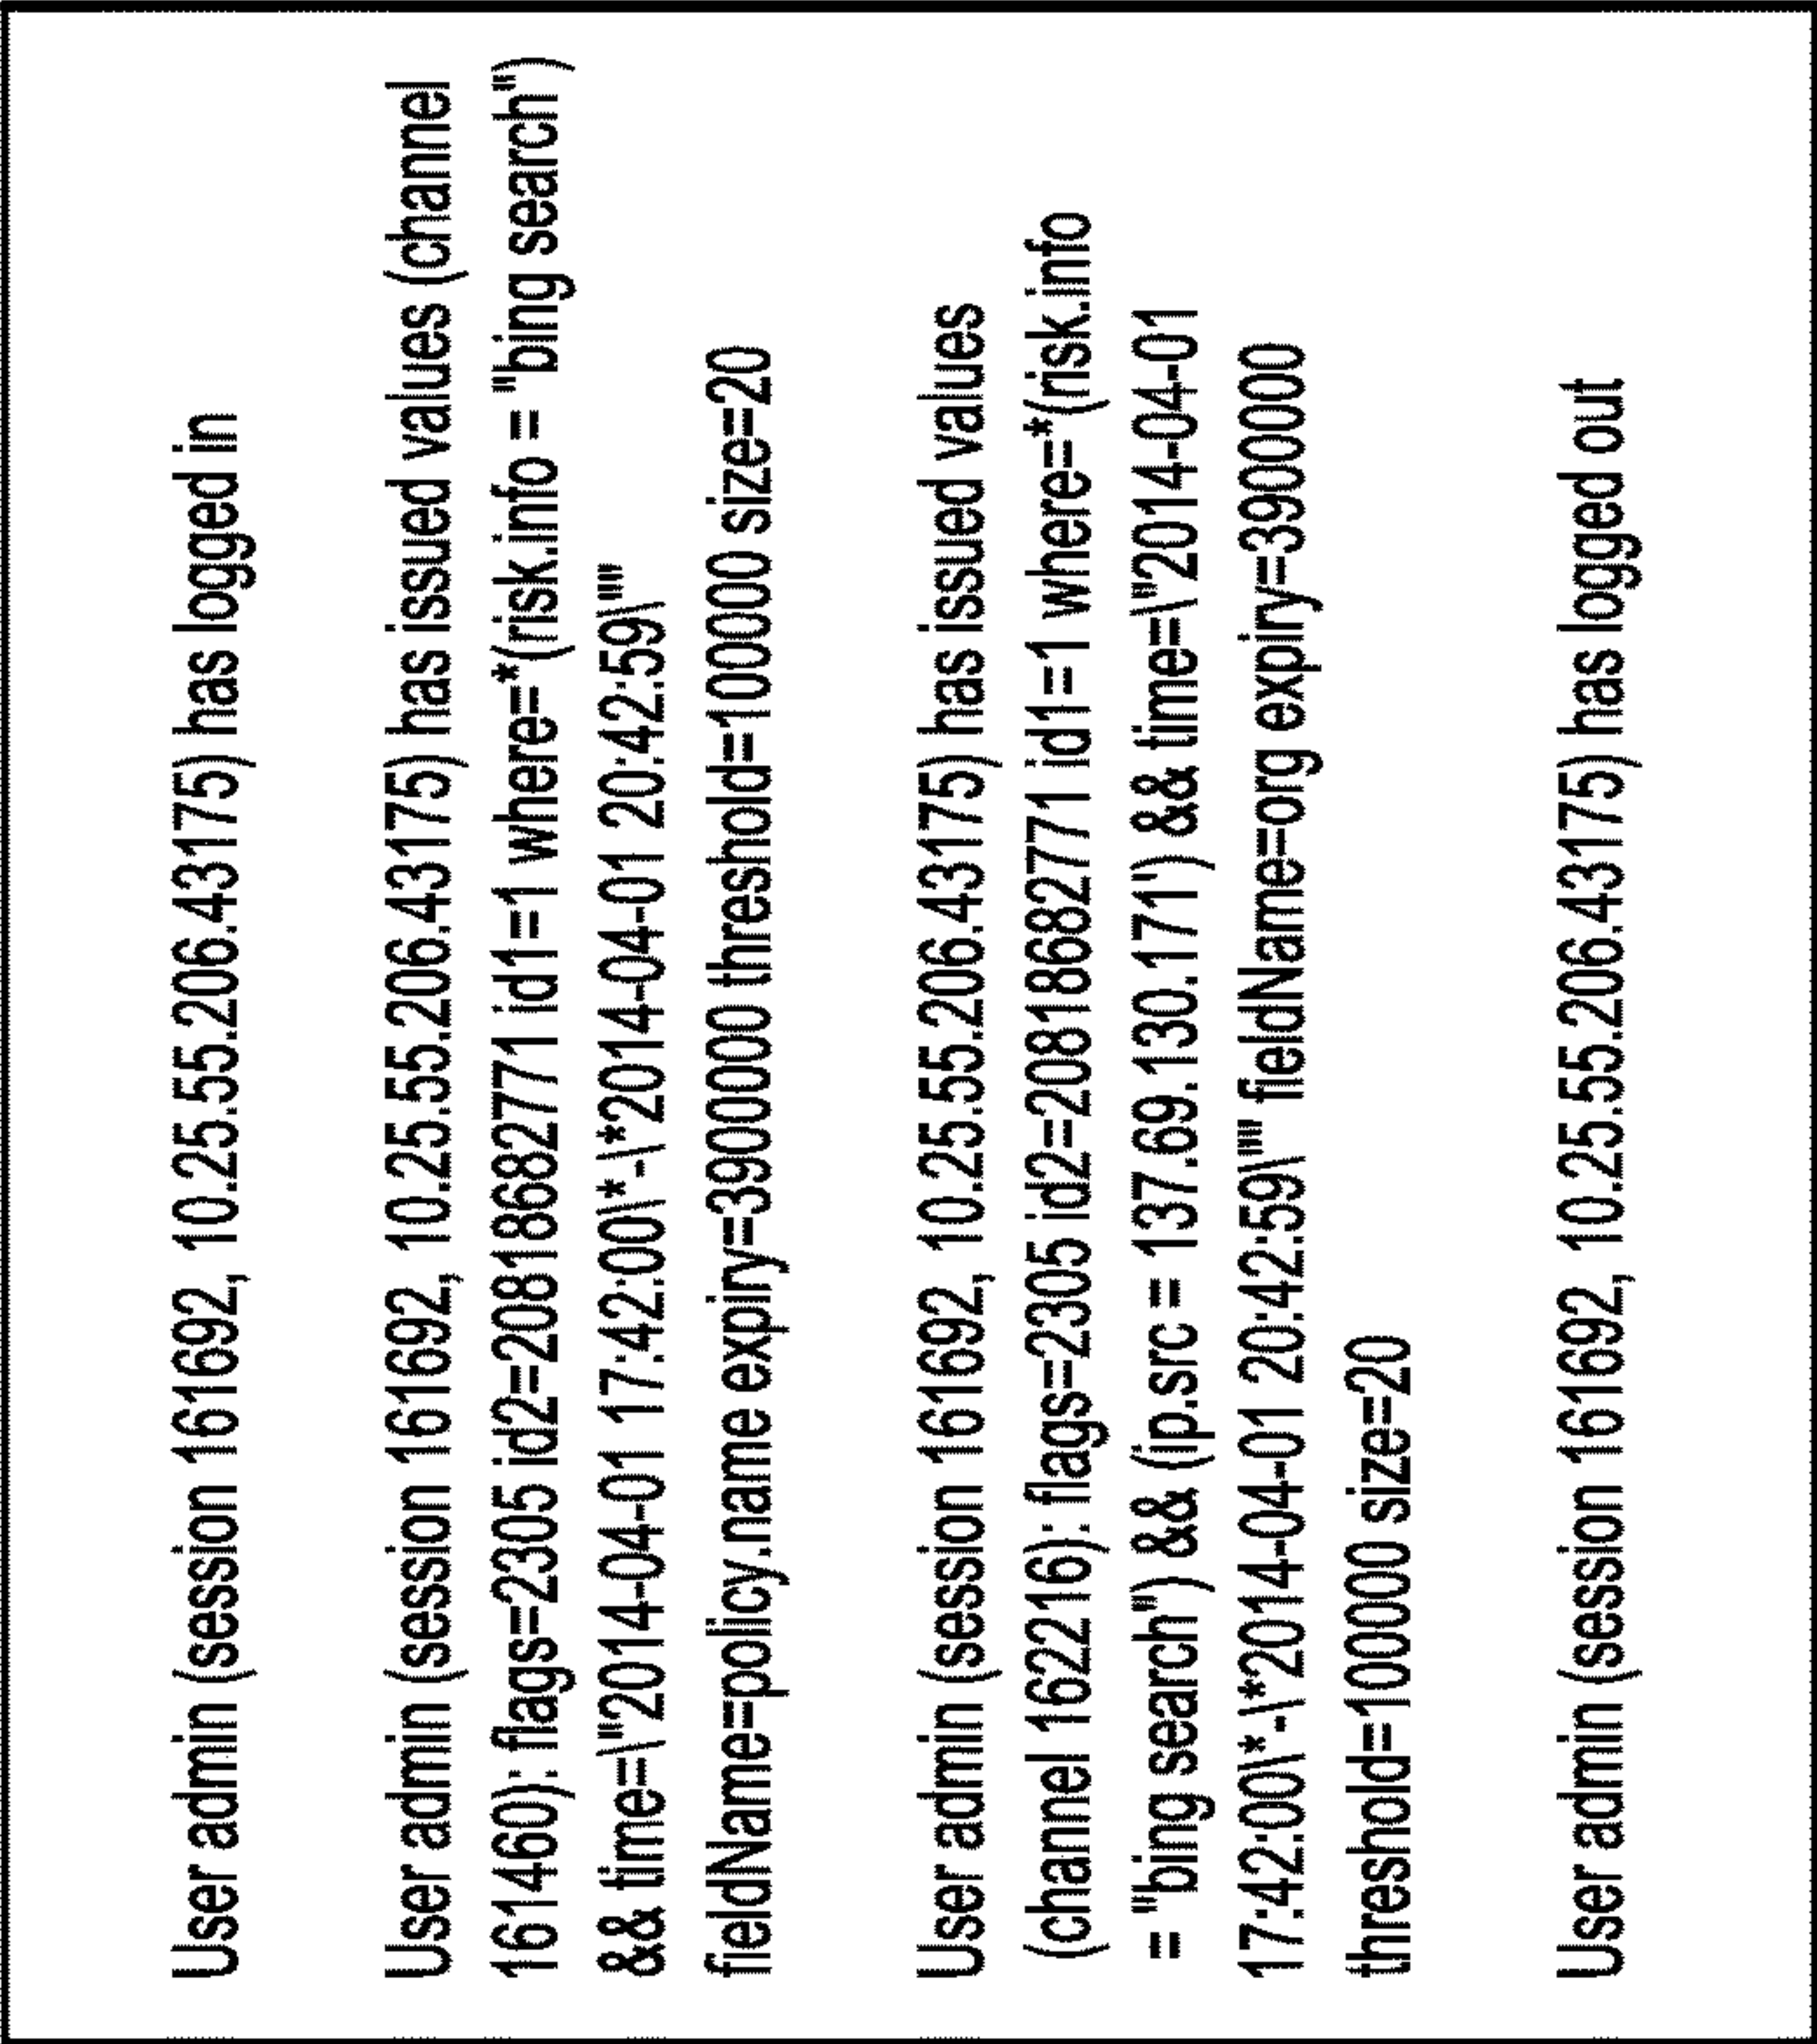 User admin (session 161692, 10.25.55.206.43175) has logged in
User admin (session 161692, 10.25.55.206.43175) has issued values (channel
161460): flags=2305 id2=20818682771 id1=1 where=*(risk.info = "bing search")
&& time=\"2014-04-01 17:42:00\*-\*2014-04-01 20:42:59\""
fieldName=policy.name expiry=3900000 threshold=10000 size=20
User admin (session 161692, 10.25.55.206.43175) has issued values
(channel 162216): flags=2305 id2=20818682771 id1=1 where=*(risk.info
= "bing search") && (ip.src = 137.69.130.171') && time=\"2014-04-01
17:42:00\*-\*2014-04-01 20:42:59\"" fieldName=org expiry=3900000
threshold=10000 size=20
User admin (session 161692, 10.25.55.206.43175) has logged out